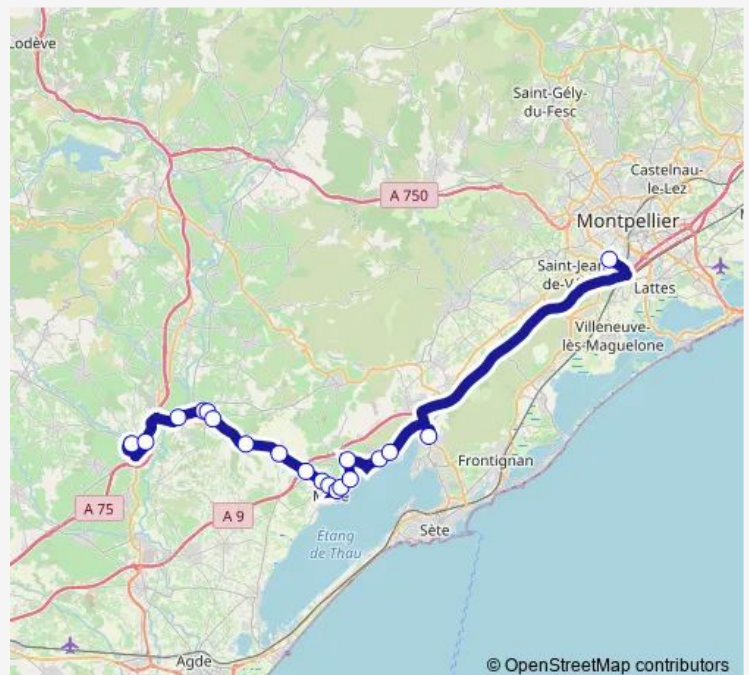 Lodève
Saint-Gély-
du-Fesc
Castelnau-
le-Lez
A 750
Montpellier
Saint-Jean
de-V
Lattes
Villeneuve-
lès-Maguelone
Frontignan
A 75
A 9
Sète
Étang
de Thau
Agde
© OpenStreetMap contributors